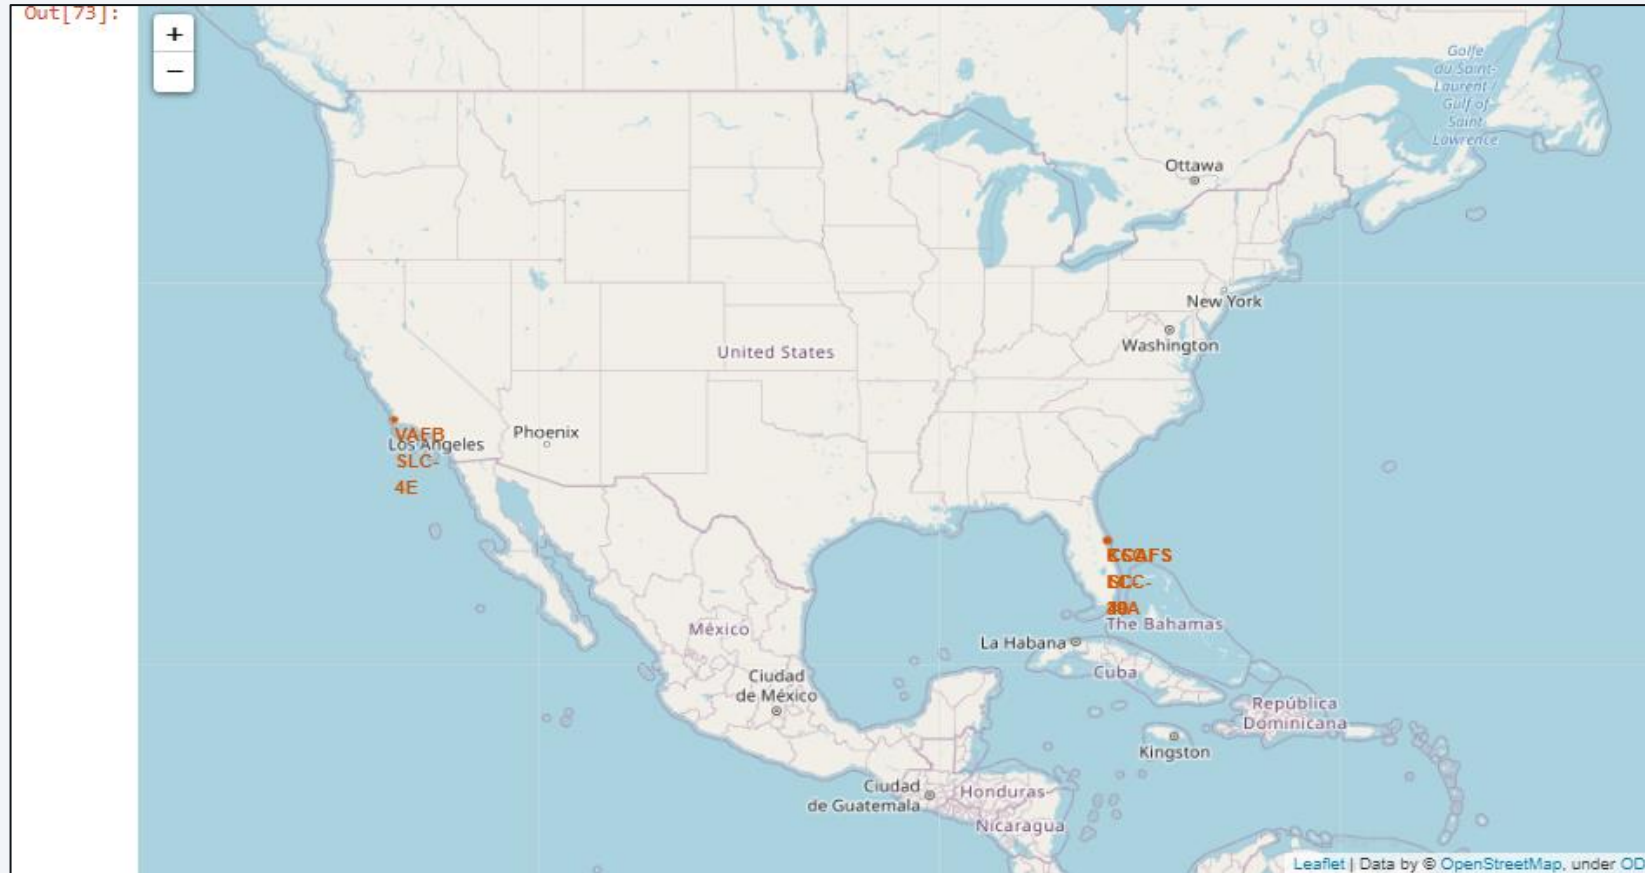 Out[73]:
+
−
Golfe
du Saint-
Laurent /
Gulf of
Saint
Lawrence
Ottawa
New York
Washington
United States
Phoenix
VAFB
Los Angeles
SLC-
4E
The Bahamas
La Habana
México
Cuba
Ciudad
de México
República
Dominicana
Kingston
Ciudad
de Guatemala
Honduras
Nicaragua
Leaflet | Data by © OpenStreetMap, under OD